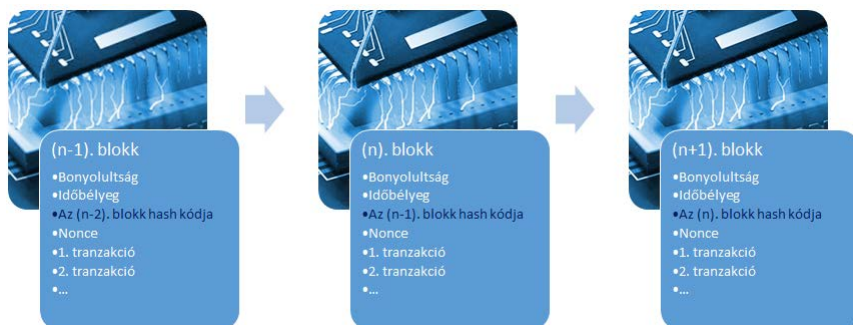 (n-1). blokk
•Bonyolultság
•Időbélyeg
•Az (n-2). blokk hash kódja
•Nonce
•1. tranzakció
•2. tranzakció
•...
(n). blokk
•Bonyolultság
•Időbélyeg
•Az (n-1). blokk hash kódja
•Nonce
•1. tranzakció
•2. tranzakció
•...
(n+1). blokk
•Bonyolultság
•Időbélyeg
•Az (n). blokk hash kódja
•Nonce
•1. tranzakció
•2. tranzakció
•...